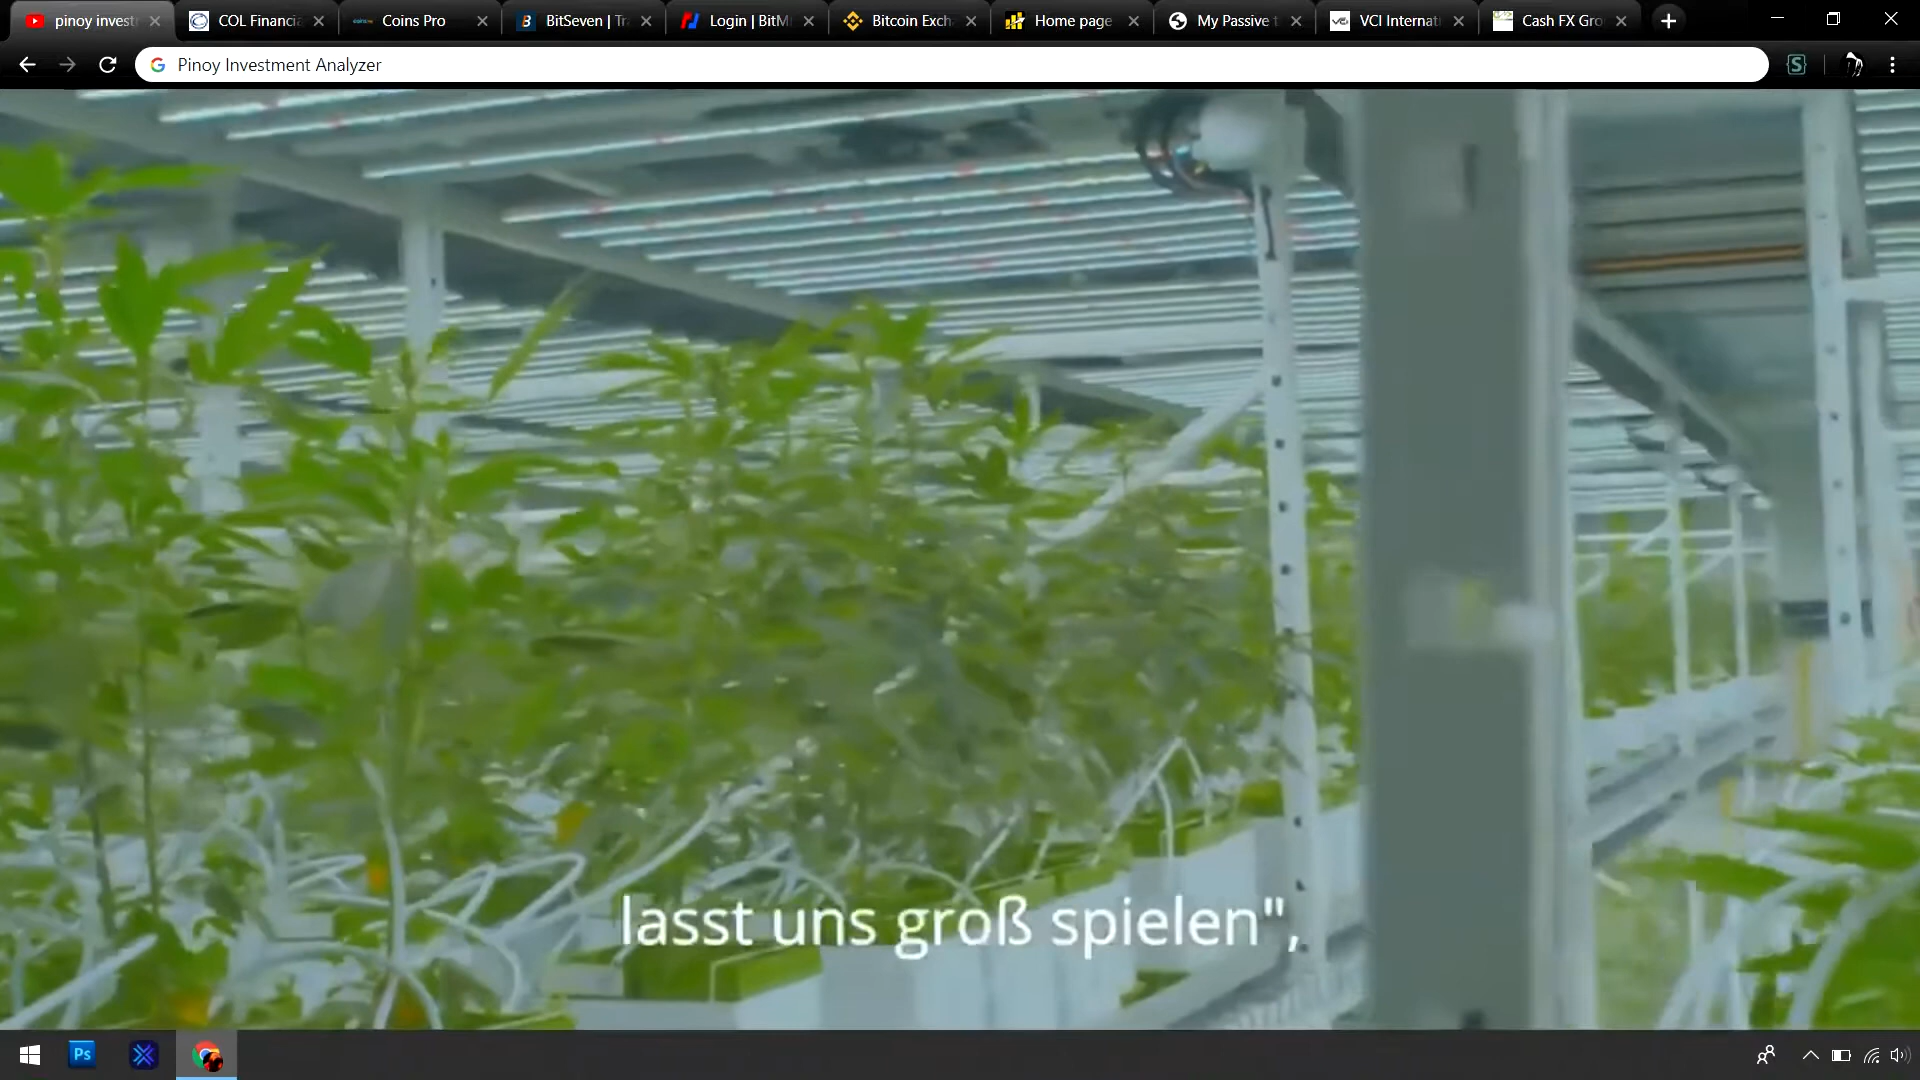 pinoy invest
COL Financia
Coins Pro
BitSeven | Tr
Login | BitM
Bitcoin Exch
Home page
My Passive
VCI Internati
Cash FX Gro
Pinoy Investment Analyzer
S
lasst uns groß spielen",
Ps